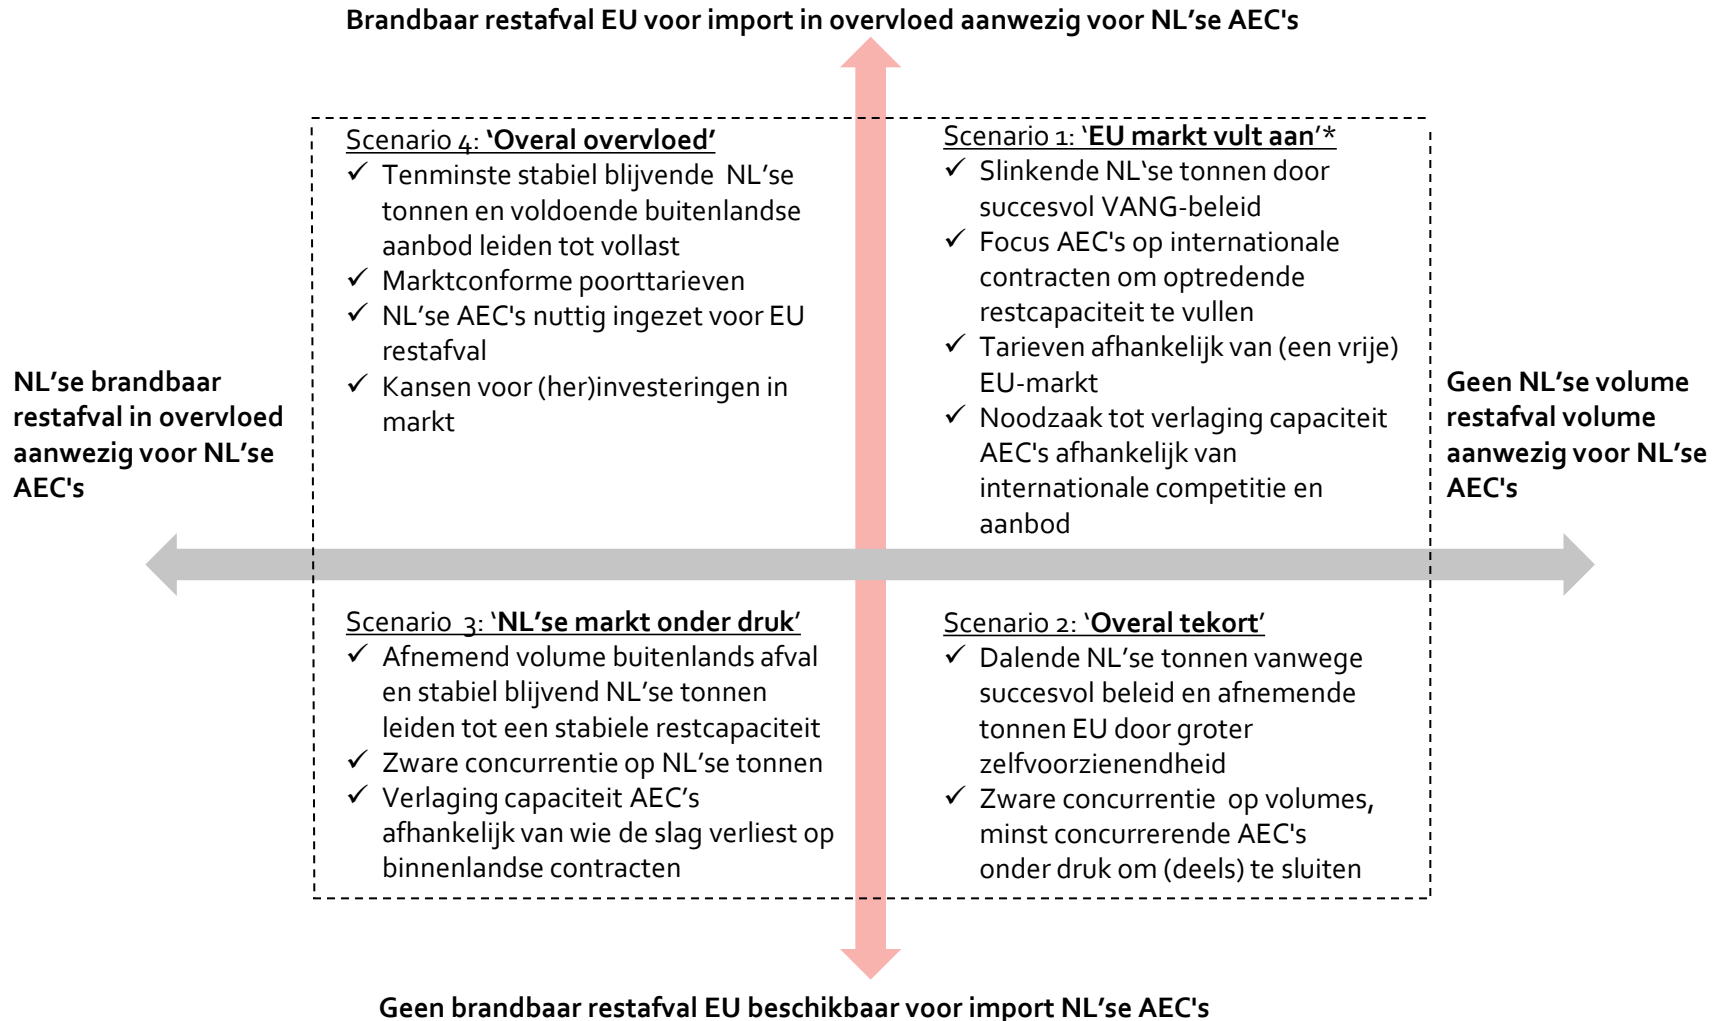 Brandbaar restafval EU voor import in overvloed aanwezig voor NL’se AEC's
Scenario 4: ‘Overal overvloed’
✓ Tenminste stabiel blijvende NL’se
tonnen en voldoende buitenlandse
aanbod leiden tot vollast
✓ Marktconforme poorttarieven
✓ NL’se AEC's nuttig ingezet voor EU
restafval
✓ Kansen voor (her)investeringen in
markt
Scenario 1: ‘EU markt vult aan’*
✓ Slinkende NL‘se tonnen door
succesvol VANG-beleid
✓ Focus AEC's op internationale
contracten om optredende
restcapaciteit te vullen
✓ Tarieven afhankelijk van (een vrije)
EU-markt
✓ Noodzaak tot verlaging capaciteit
AEC's afhankelijk van
internationale competitie en
aanbod
NL’se brandbaar
restafval in overvloed
aanwezig voor NL’se
AEC's
Geen NL’se volume
restafval volume
aanwezig voor NL’se
AEC's
Scenario 3: ‘NL’se markt onder druk’
✓ Afnemend volume buitenlands afval
en stabiel blijvend NL’se tonnen
leiden tot een stabiele restcapaciteit
✓ Zware concurrentie op NL’se tonnen
✓ Verlaging capaciteit AEC’s
afhankelijk van wie de slag verliest op
binnenlandse contracten
Scenario 2: ‘Overal tekort’
✓ Dalende NL’se tonnen vanwege
succesvol beleid en afnemende
tonnen EU door groter
zelfvoorzienendheid
✓ Zware concurrentie op volumes,
minst concurrerende AEC's
onder druk om (deels) te sluiten
Geen brandbaar restafval EU beschikbaar voor import NL’se AEC's